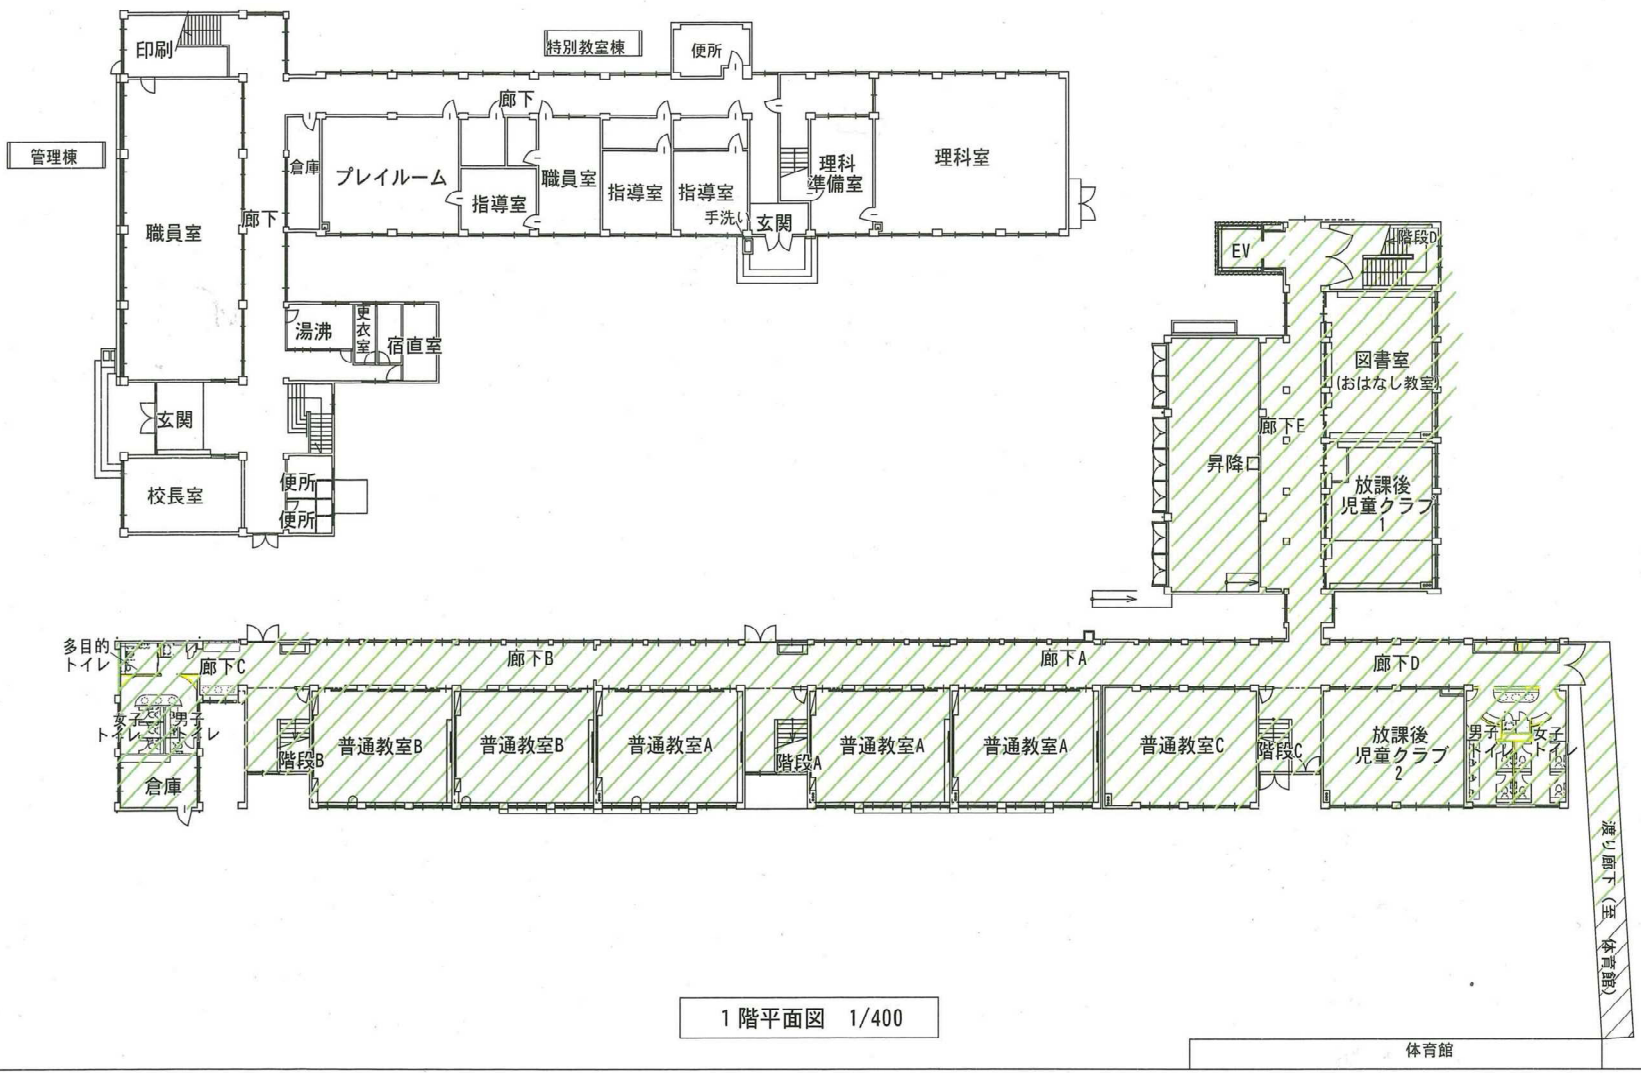 印刷
特別教室棟
便所
廊下
管理棟
倉庫
プレイルーム
指導室
職員室
指導室
指導室
手洗い
玄関
理科
準備室
理科室
職員室
廊下
湯沸
更衣室
宿直室
玄関
校長室
便所
便所
EV
階段D
図書室
(おはなし教室)
廊下E
昇降口
放課後
児童クラブ
1
多目的
トイレ
廊下C
廊下B
廊下A
廊下D
女子
トイレ
男子
トイレ
倉庫
階段B
普通教室B
普通教室B
普通教室A
階段A
普通教室A
普通教室A
普通教室C
階段C
放課後
児童クラブ
2
男子
トイレ
女子
トイレ
渡り廊下(至 体育館)
1階平面図 1/400
体育館